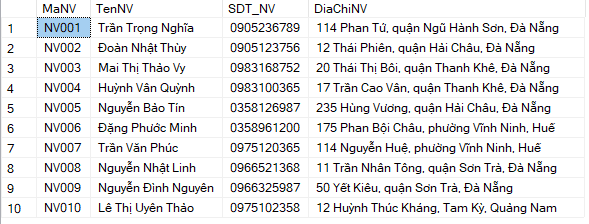 MaNV TenNV SDT_NV DiaChiNV
1 NV001 Trần Trọng Nghĩa 0905236789 114 Phan Tứ, quận Ngũ Hành Sơn, Đà Nẵng
2 NV002 Đoàn Nhật Thùy 0905123756 12 Thái Phiên, quận Hải Châu, Đà Nẵng
3 NV003 Mai Thị Thảo Vy 0983168752 20 Thái Thị Bôi, quận Thanh Khê, Đà Nẵng
4 NV004 Huỳnh Văn Quỳnh 0983100365 17 Trần Cao Vân, quận Thanh Khê, Đà Nẵng
5 NV005 Nguyễn Bảo Tín 0358126987 235 Hùng Vương, quận Hải Châu, Đà Nẵng
6 NV006 Đặng Phước Minh 0358961200 175 Phan Bội Châu, phường Vĩnh Ninh, Huế
7 NV007 Trần Văn Phúc 0975120365 114 Nguyễn Huệ, phường Vĩnh Ninh, Huế
8 NV008 Nguyễn Nhật Linh 0966521368 11 Trần Nhân Tông, quận Sơn Trà, Đà Nẵng
9 NV009 Nguyễn Đình Nguyên 0966325987 50 Yết Kiêu, quận Sơn Trà, Đà Nẵng
10 NV010 Lê Thị Uyên Thảo 0975102358 12 Huỳnh Thúc Kháng, Tam Kỳ, Quảng Nam